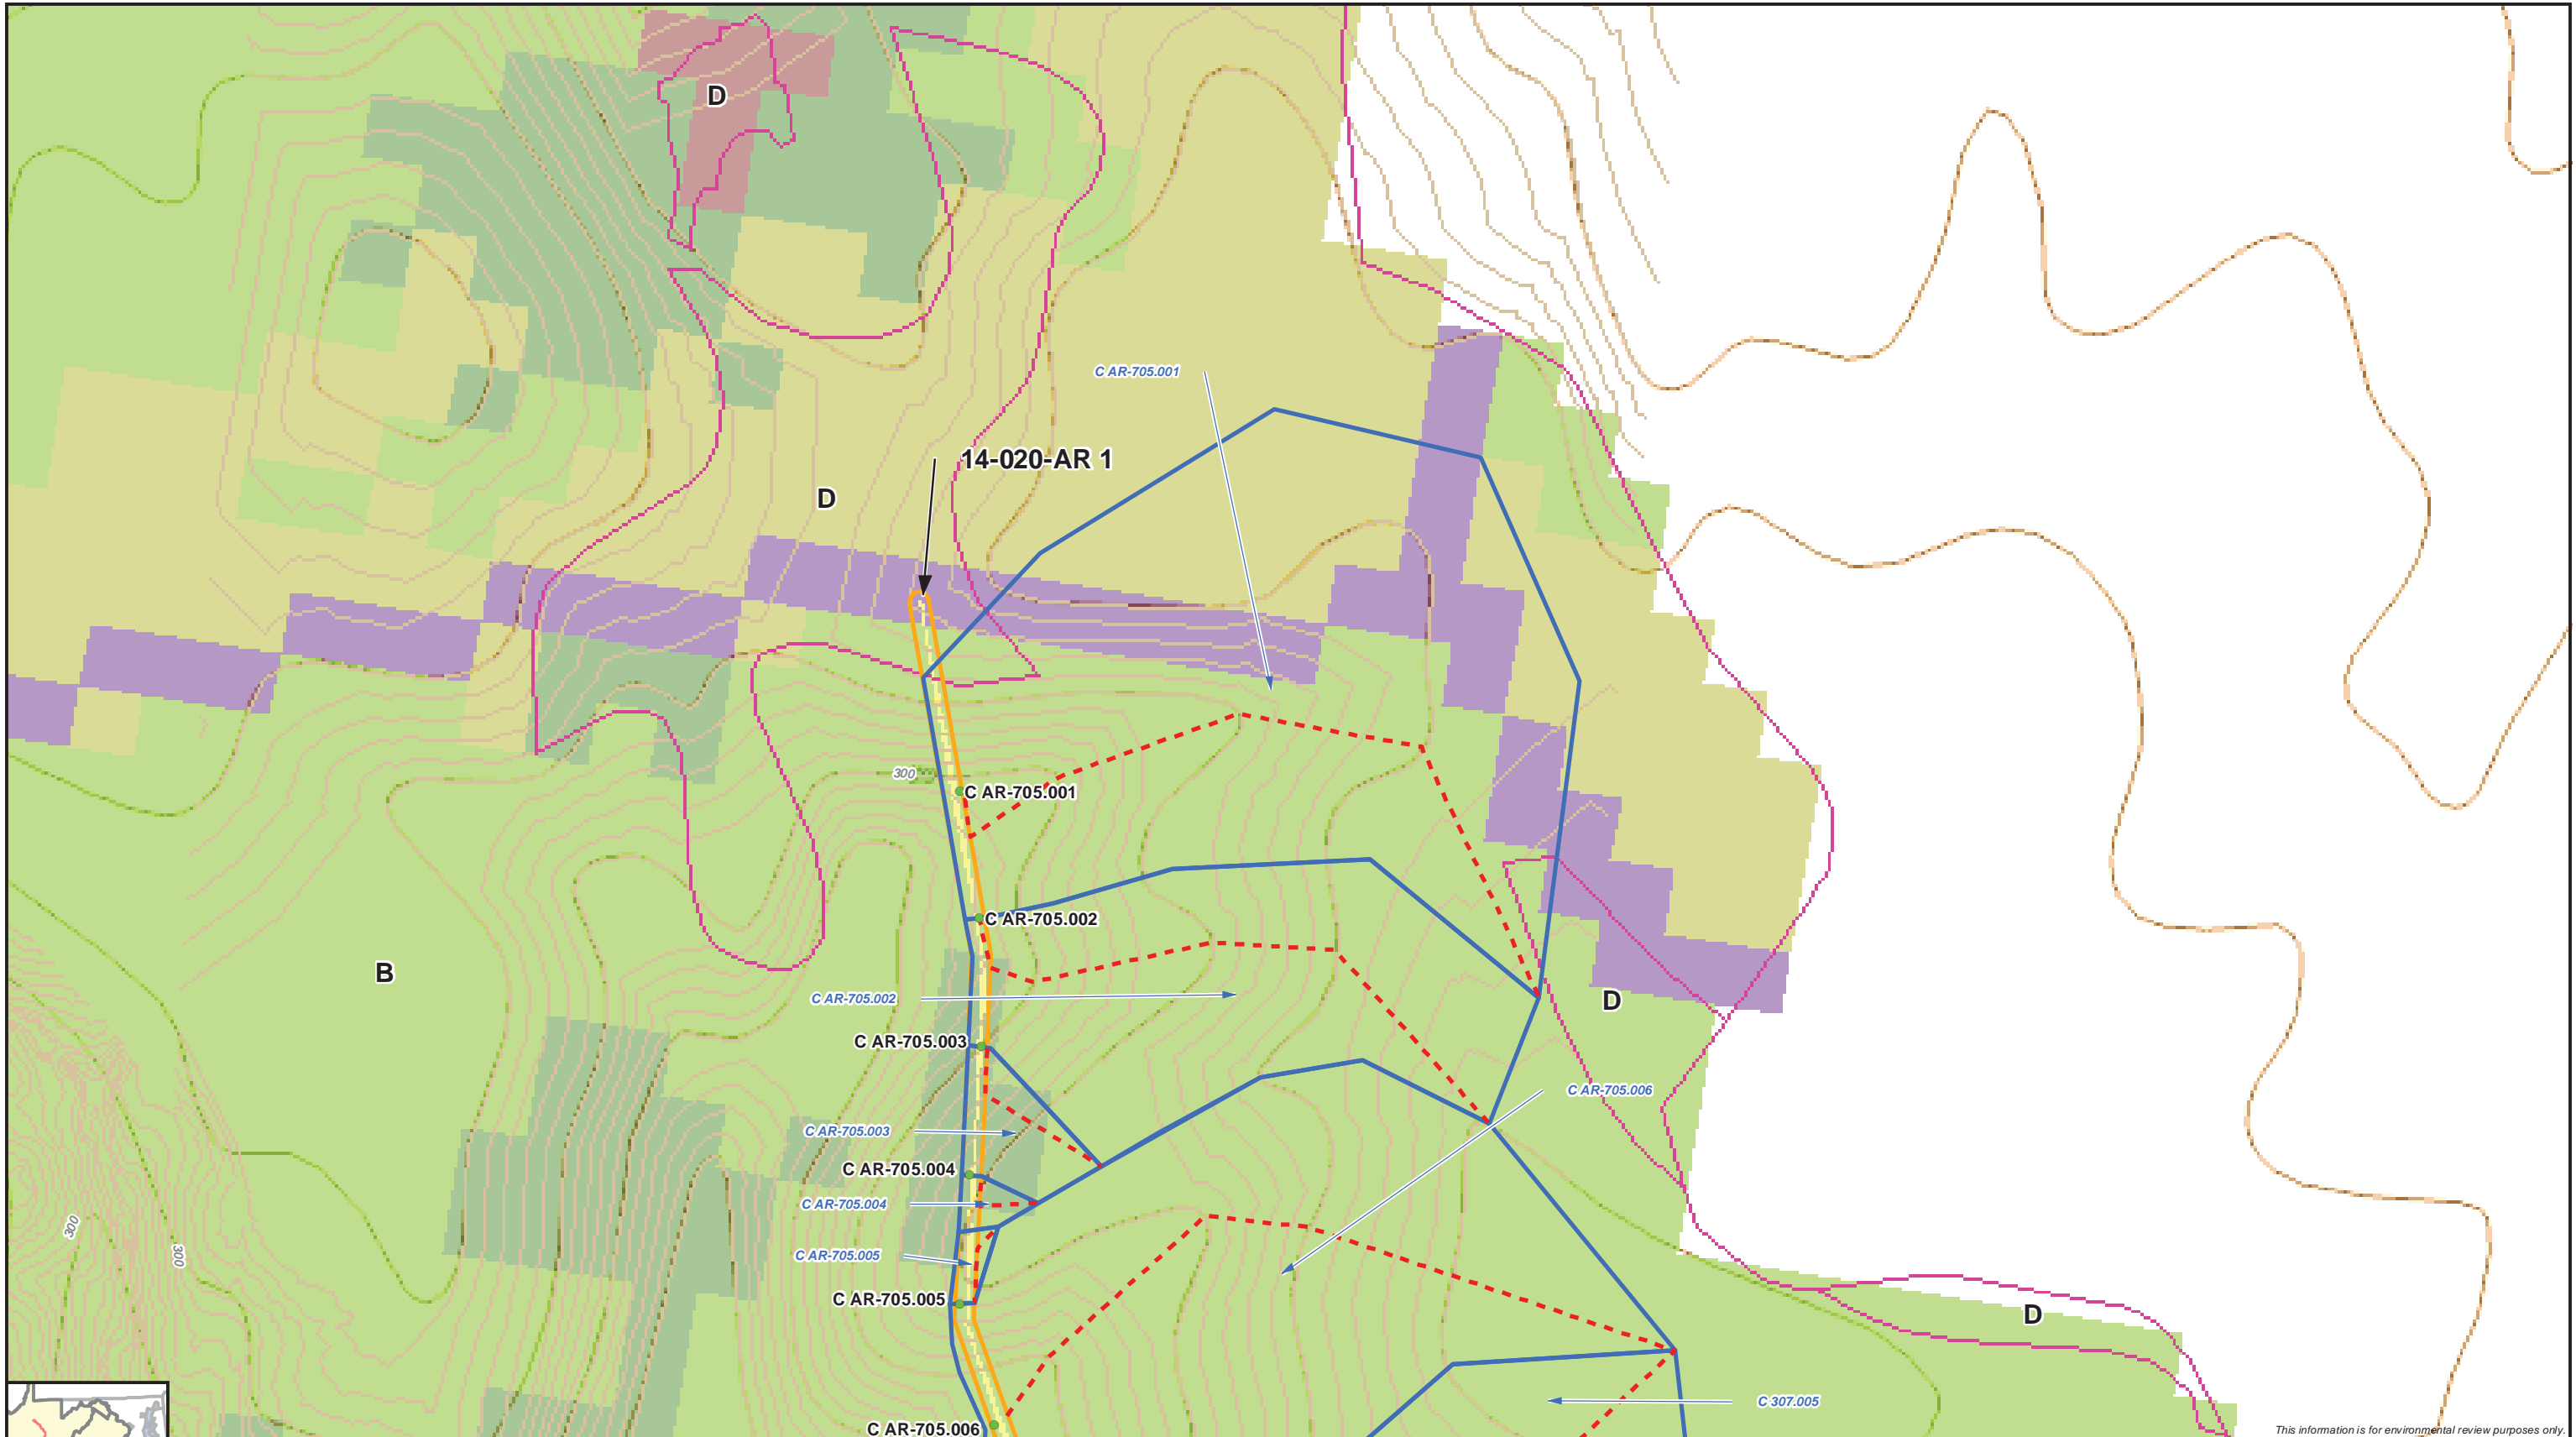 D
C AR-705.001
14-020-AR 1
D
300
C AR-705.001
C AR-705.002
B
C AR-705.002
D
C AR-705.003
C AR-705.006
C AR-705.003
C AR-705.004
C AR-705.004
300
300
C AR-705.005
C AR-705.005
D
C 307.005
C AR-705.006
This information is for environmental review purposes only.